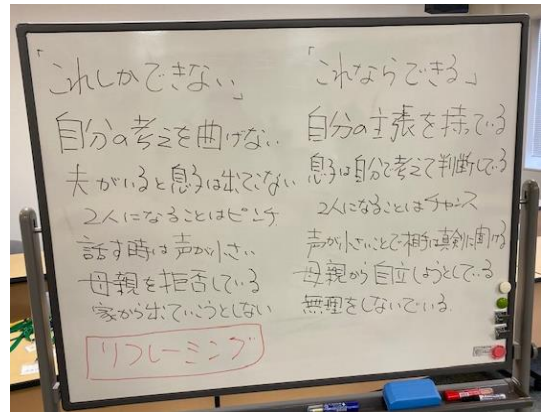 「これしかできない」
自分の考えを曲げない
夫がいると息子は出てこない
2人になることはピンチ
話す時は声が小さい
母親を拒否している
家から出ていこうとしない
リフレーミング
「これならできる」
自分の主張を持っている
息子は自分で考えて判断している
2人になることはチャンス
声が小さいことで相手は真剣に聞ける
母親から自立しようとしている
無理をしないでいる